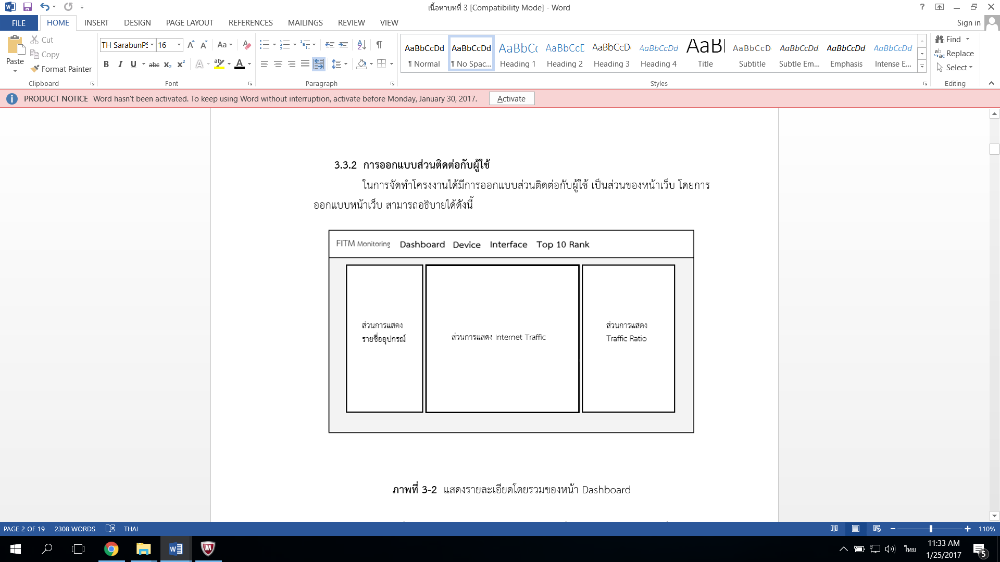 เนื้อหาบทที่ 3 [Compatibility Mode] - Word
?
FILE HOME INSERT DESIGN PAGE LAYOUT REFERENCES MAILINGS REVIEW VIEW Sign in
Paste
Cut
Copy
Format Painter
Clipboard
TH SarabunPS 16
Font
Paragraph
AaBbCcDd AaBbCcDd AaBbCc AaBbCcD AaBbCcDc AaBbCcDd AaBl AaBbCcD AaBbCcDd AaBbCcDd AaBbCcDd
¶ Normal ¶ No Spac... Heading 1 Heading 2 Heading 3 Heading 4 Title Subtitle Subtle Em... Emphasis Intense E...
Styles
Find
Replace
Select
Editing
PRODUCT NOTICE Word hasn't been activated. To keep using Word without interruption, activate before Monday, January 30, 2017. Activate
3.3.2 การออกแบบส่วนติดต่อกับผู้ใช้
ในการจัดทำโครงงานได้มีการออกแบบส่วนติดต่อกับผู้ใช้ เป็นส่วนของหน้าเว็บ โดยการ
ออกแบบหน้าเว็บ สามารถอธิบายได้ดังนี้
FITM Monitoring Dashboard Device Interface Top 10 Rank
ส่วนการแสดง
รายชื่ออุปกรณ์
ส่วนการแสดง Internet Traffic
ส่วนการแสดง
Traffic Ratio
ภาพที่ 3-2 แสดงรายละเอียดโดยรวมของหน้า Dashboard
PAGE 2 OF 19 2308 WORDS THAI 110%
ไทย
11:33 AM
1/25/2017
5